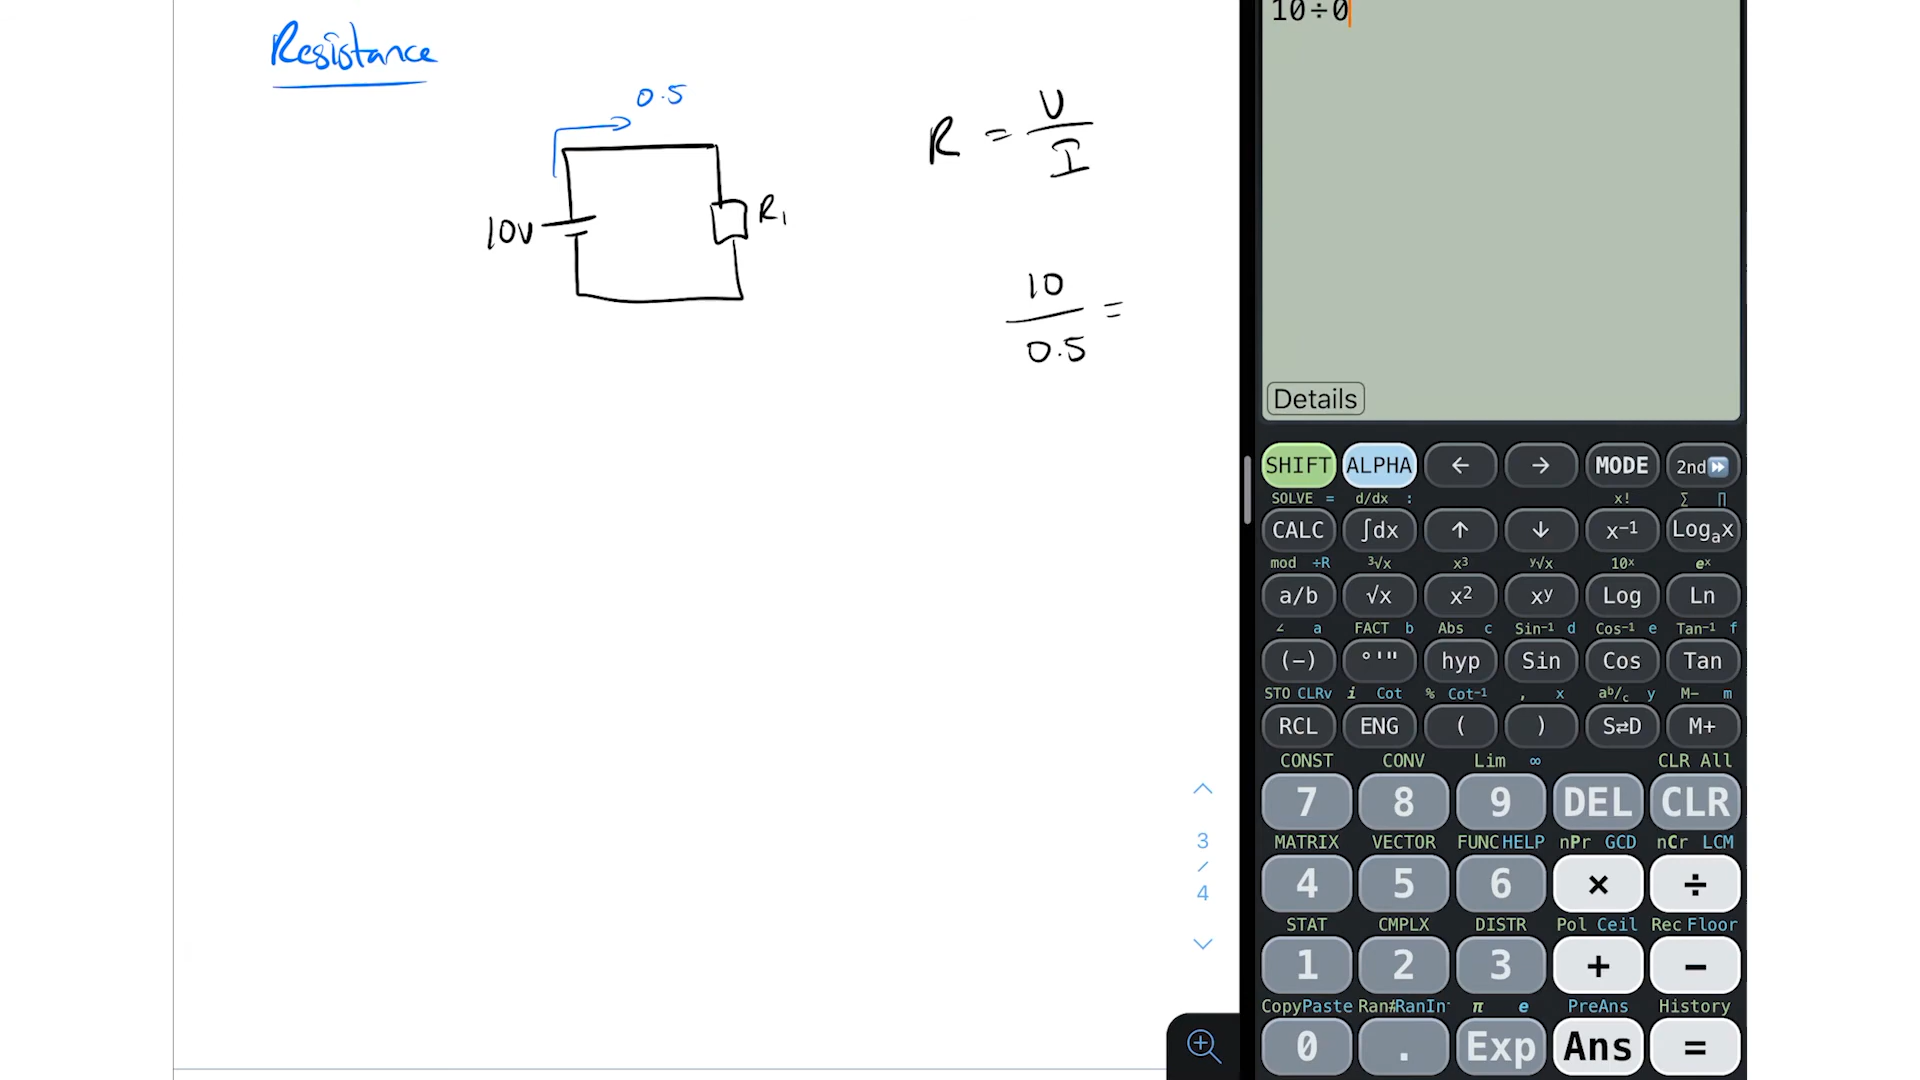 Resistance
0.5
10V
R1
R = V / I
10 / 0.5 =
3
/
4
10÷0
Details
SHIFT ALPHA ← → MODE 2nd
SOLVE = d/dx : x! ∑ ∏
CALC ∫dx ↑ ↓ x⁻¹ Logₐx
mod ÷R ³√x x³ ʸ√x 10ˣ eˣ
a/b √x x² xʸ Log Ln
∠ a FACT b Abs c Sin⁻¹ d Cos⁻¹ e Tan⁻¹ f
(−) °'" hyp Sin Cos Tan
STO CLRv i Cot % Cot⁻¹ , x aᵇ/c y M− m
RCL ENG ( ) S⇄D M+
CONST CONV Lim ∞ CLR All
7 8 9 DEL CLR
MATRIX VECTOR FUNC HELP nPr GCD nCr LCM
4 5 6 × ÷
STAT CMPLX DISTR Pol Ceil Rec Floor
1 2 3 + −
Copy Paste Ran# RanIn π e PreAns History
0 . Exp Ans =